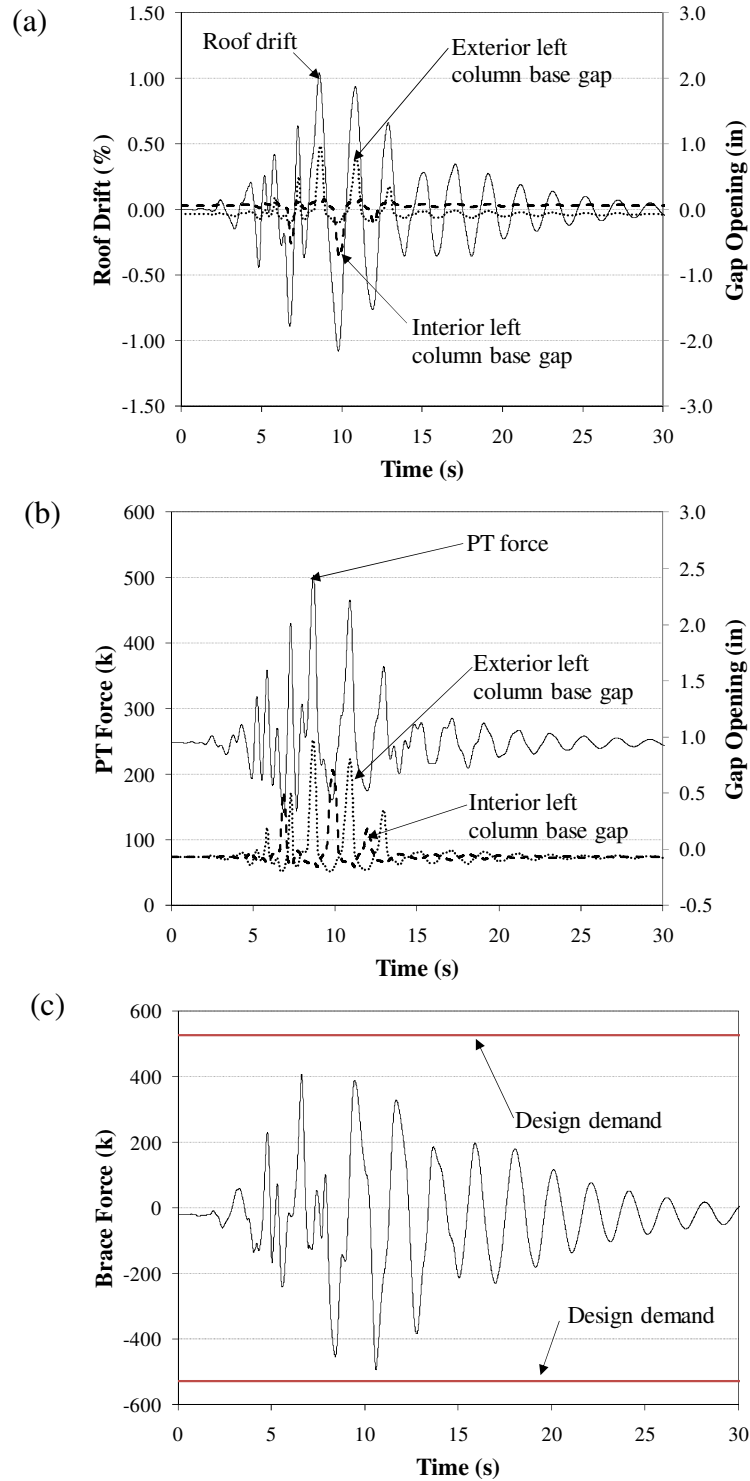 (a)
Roof drift
Exterior left
column base gap
Interior left
column base gap
1.50
1.00
0.50
0.00
-0.50
-1.00
-1.50
Roof Drift (%)
3.0
2.0
1.0
0.0
-1.0
-2.0
-3.0
Gap Opening (in)
0 5 10 15 20 25 30
Time (s)
(b)
PT force
Exterior left
column base gap
Interior left
column base gap
600
500
400
300
200
100
0
PT Force (k)
3.0
2.5
2.0
1.5
1.0
0.5
0.0
-0.5
Gap Opening (in)
0 5 10 15 20 25 30
Time (s)
(c)
Design demand
Design demand
600
400
200
0
-200
-400
-600
Brace Force (k)
0 5 10 15 20 25 30
Time (s)